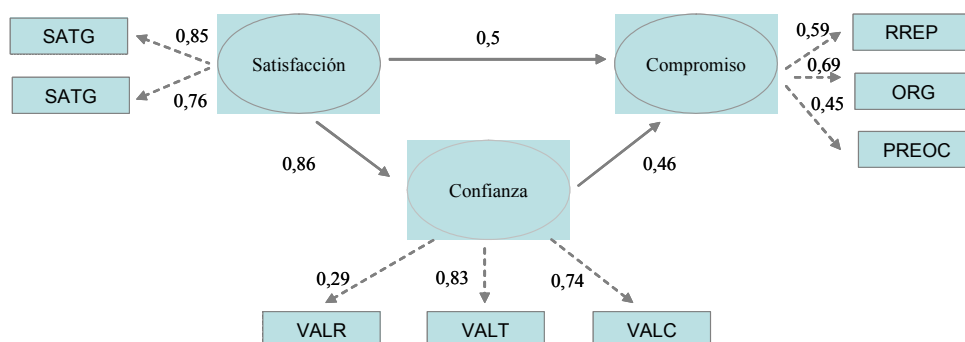 SATG
0,85
0,5
0,59
RREP
Satisfacción
Compromiso
0,69
SATG
0,76
ORG
0,45
PREOC
0,86
0,46
Confianza
0,29
0,83
0,74
VALR
VALT
VALC